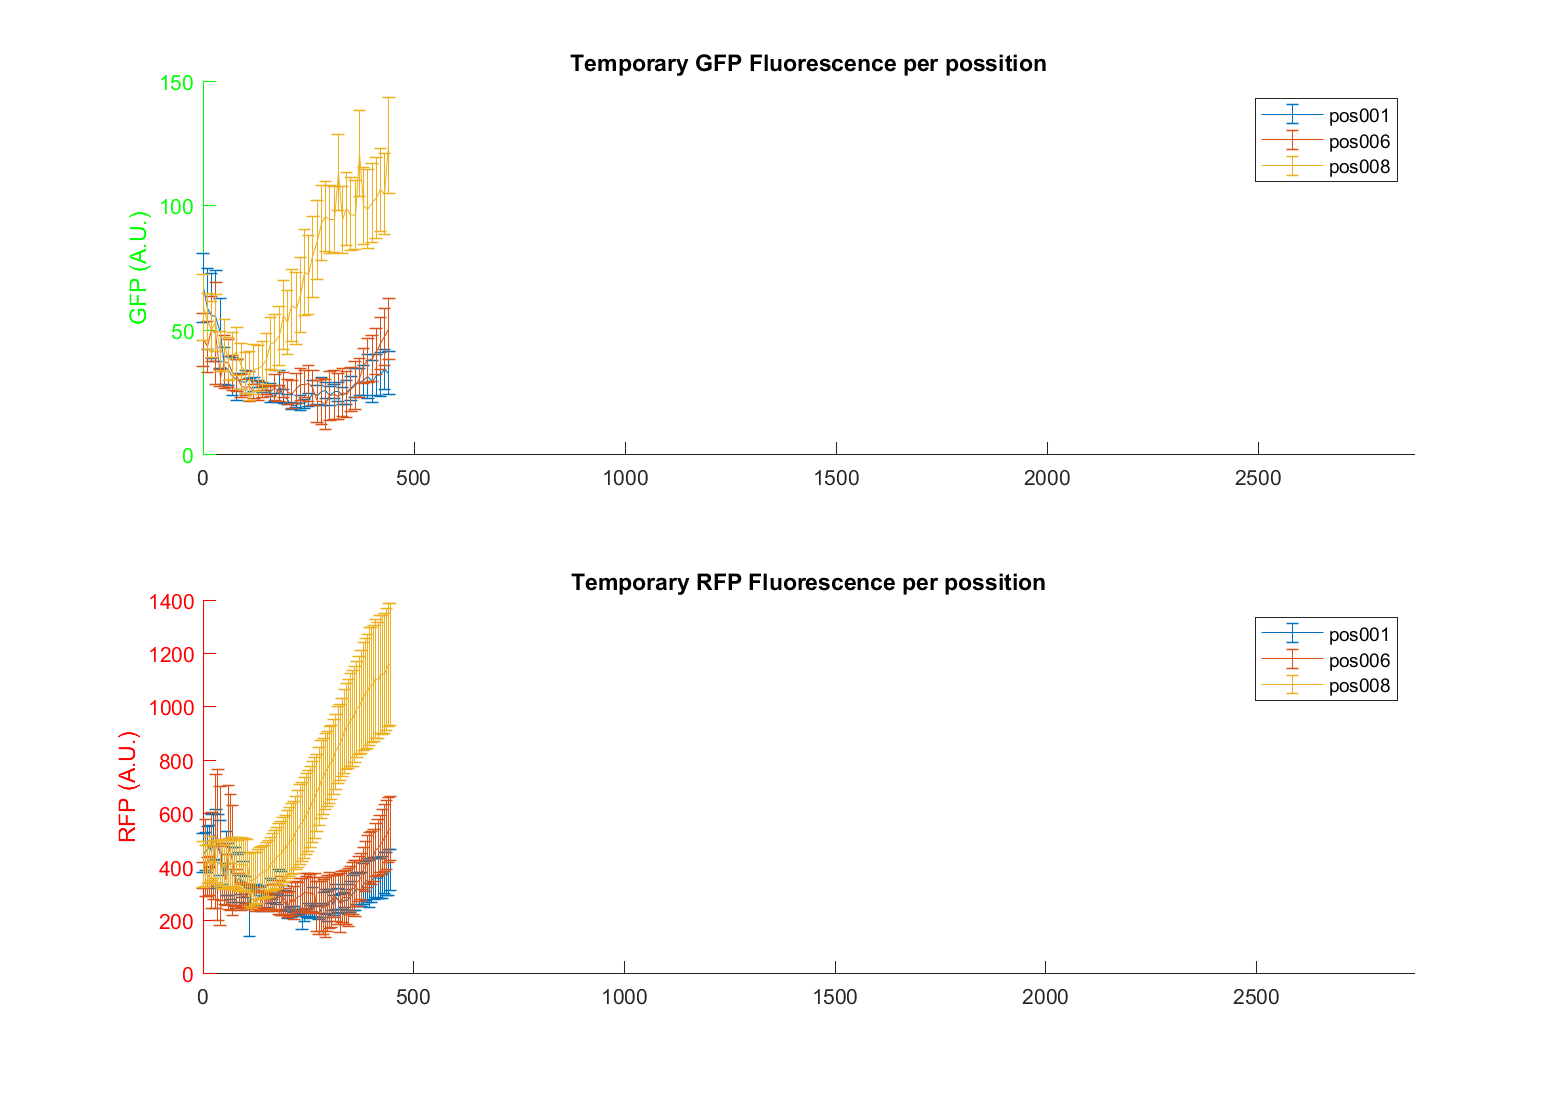 Temporary GFP Fluorescence per possition
150
100
50
0
GFP (A.U.)
pos001
pos006
pos008
0 500 1000 1500 2000 2500
Temporary RFP Fluorescence per possition
1400
1200
1000
800
600
400
200
0
RFP (A.U.)
pos001
pos006
pos008
0 500 1000 1500 2000 2500